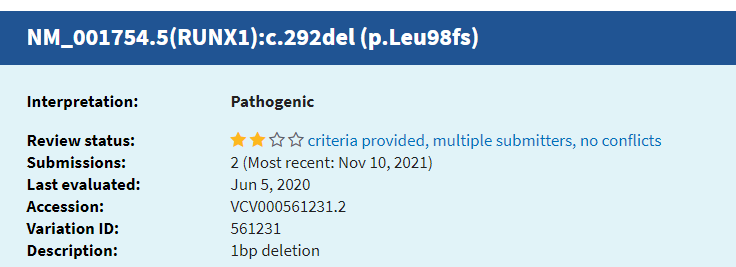 NM_001754.5(RUNX1):c.292del (p.Leu98fs)
Interpretation: Pathogenic
Review status: criteria provided, multiple submitters, no conflicts
Submissions: 2 (Most recent: Nov 10, 2021)
Last evaluated: Jun 5, 2020
Accession: VCV000561231.2
Variation ID: 561231
Description: 1bp deletion